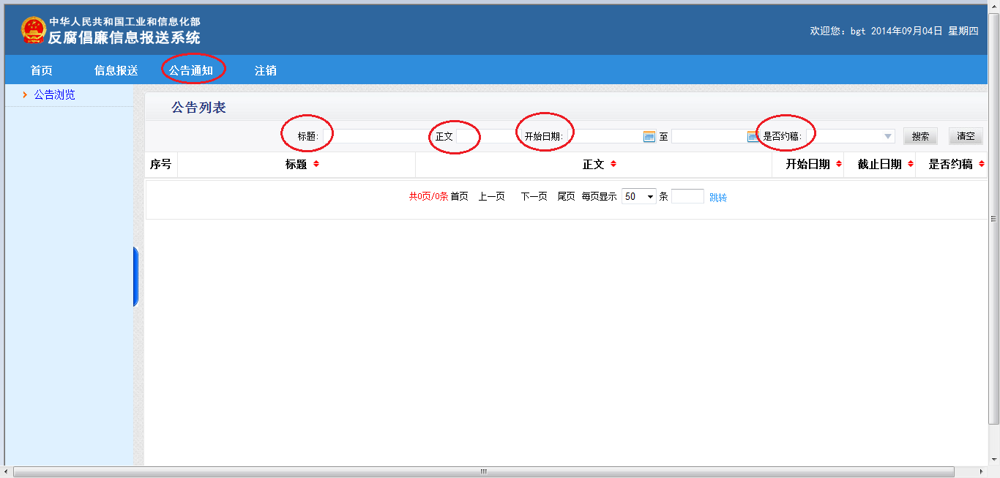 中华人民共和国工业和信息化部
反腐倡廉信息报送系统
欢迎您: bgt 2014年09月04日 星期四
首页 信息报送 公告通知 注销
公告浏览
公告列表
标题: 正文 开始日期: 至 是否约稿: 搜索 清空
序号 标题 正文 开始日期 截止日期 是否约稿
共0页/0条 首页 上一页 下一页 尾页 每页显示 50 条 跳转